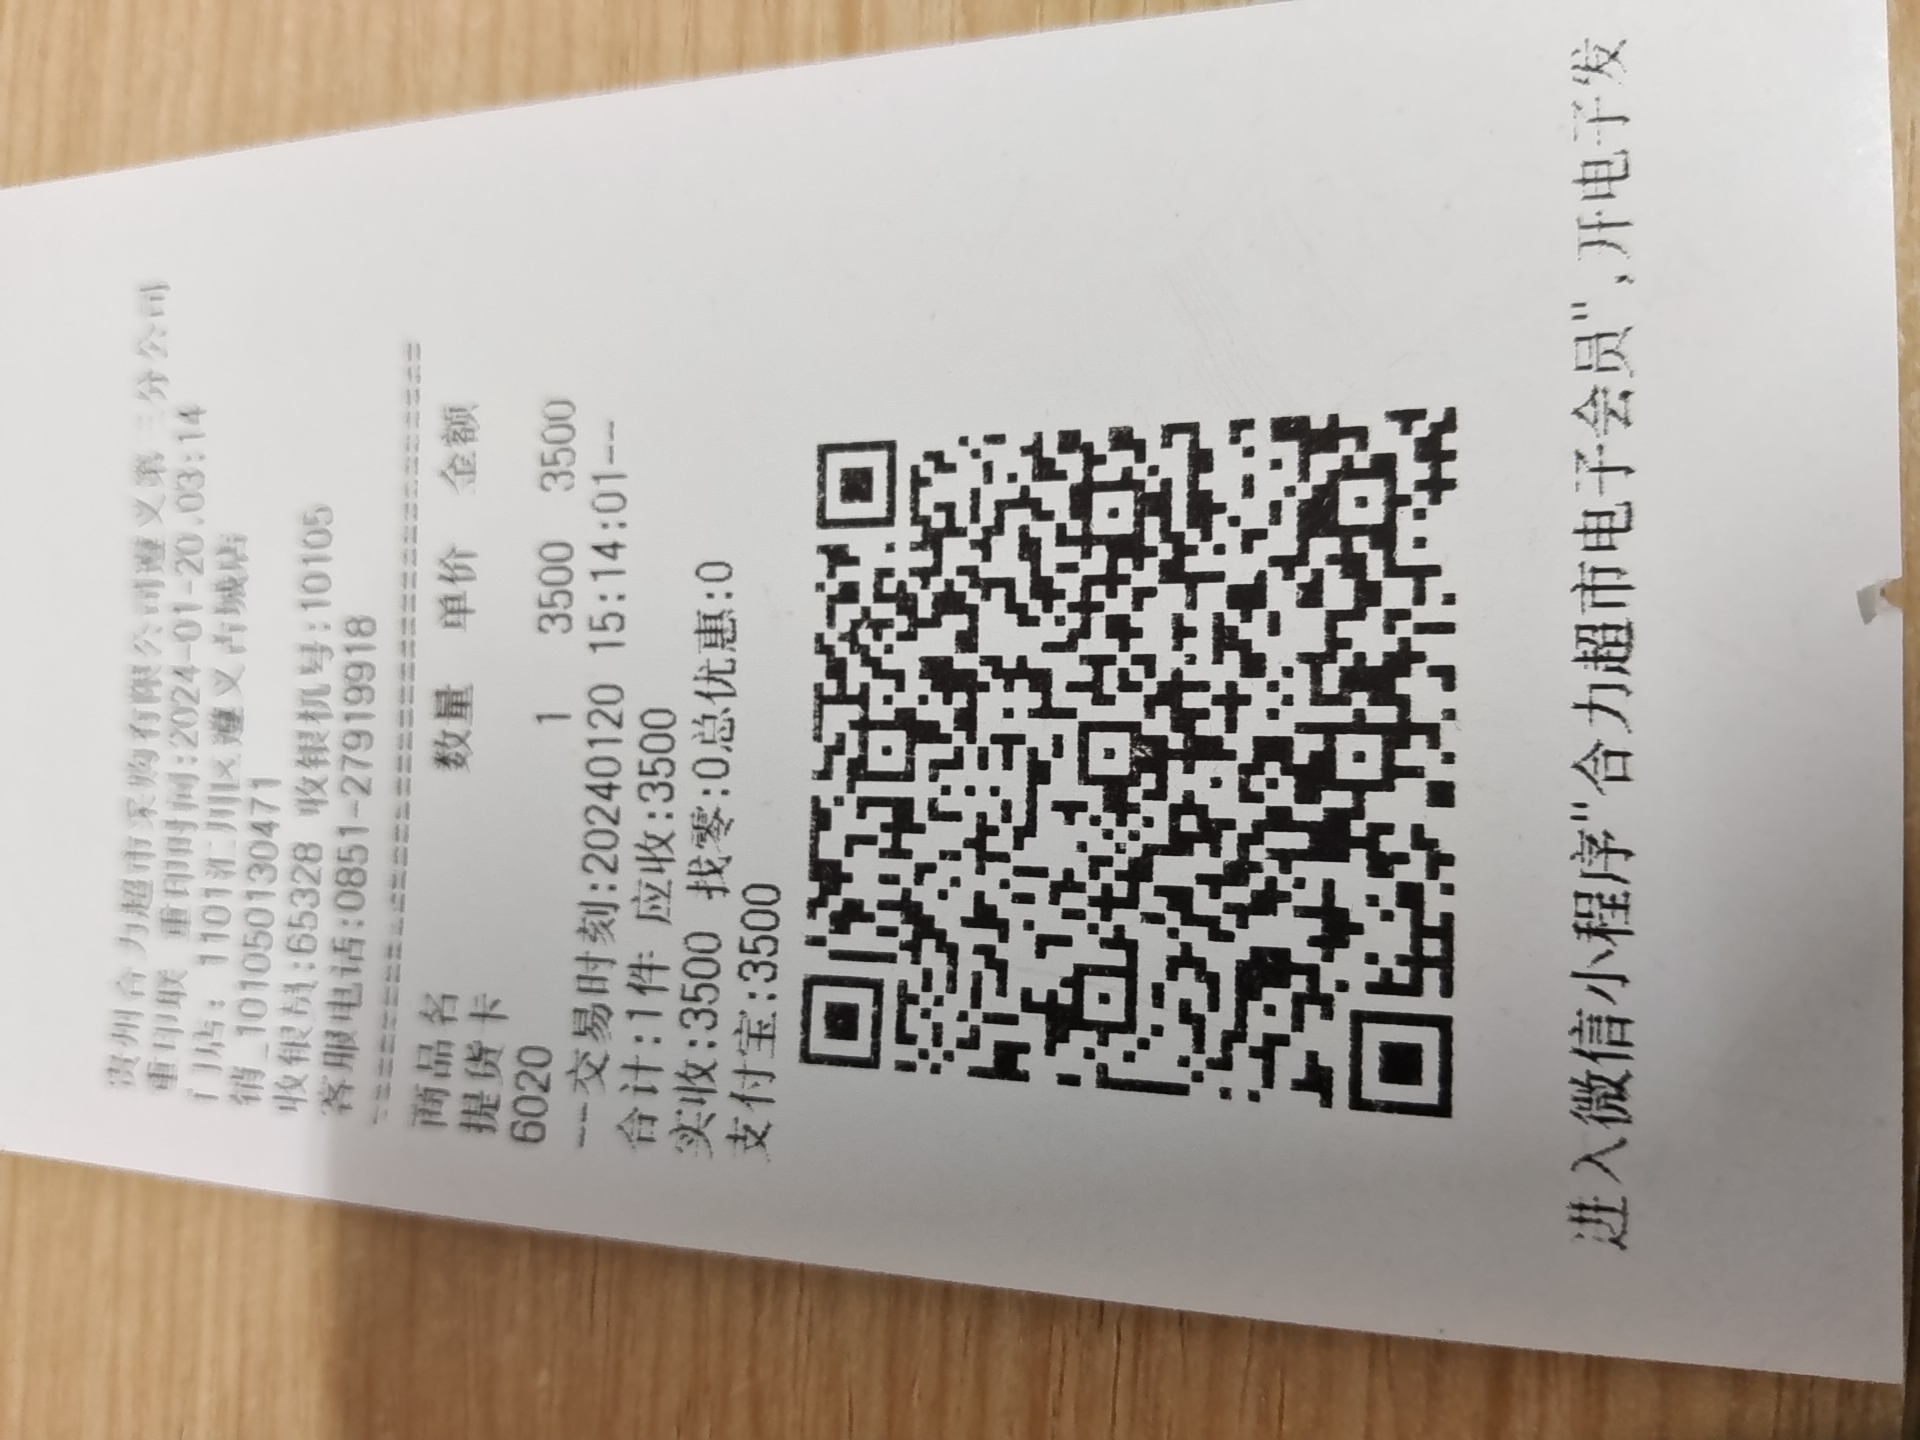 贵州合力超市采购有限公司遵义第三分公司
重印联 重印时间:2024-01-20.03:14
门店: 1101汇川区遵义古城店
销_101050130471
收银员:65328 收银机号:10105
客服电话:0851-27919918
================================
商品名 数量 单价 金额
提货卡
6020 1 3500 3500
--交易时刻:20240120 15:14:01--
合计:1件 应收:3500
实收:3500 找零:0总优惠:0
支付宝:3500
进入微信小程序"合力超市电子会员",开电子发